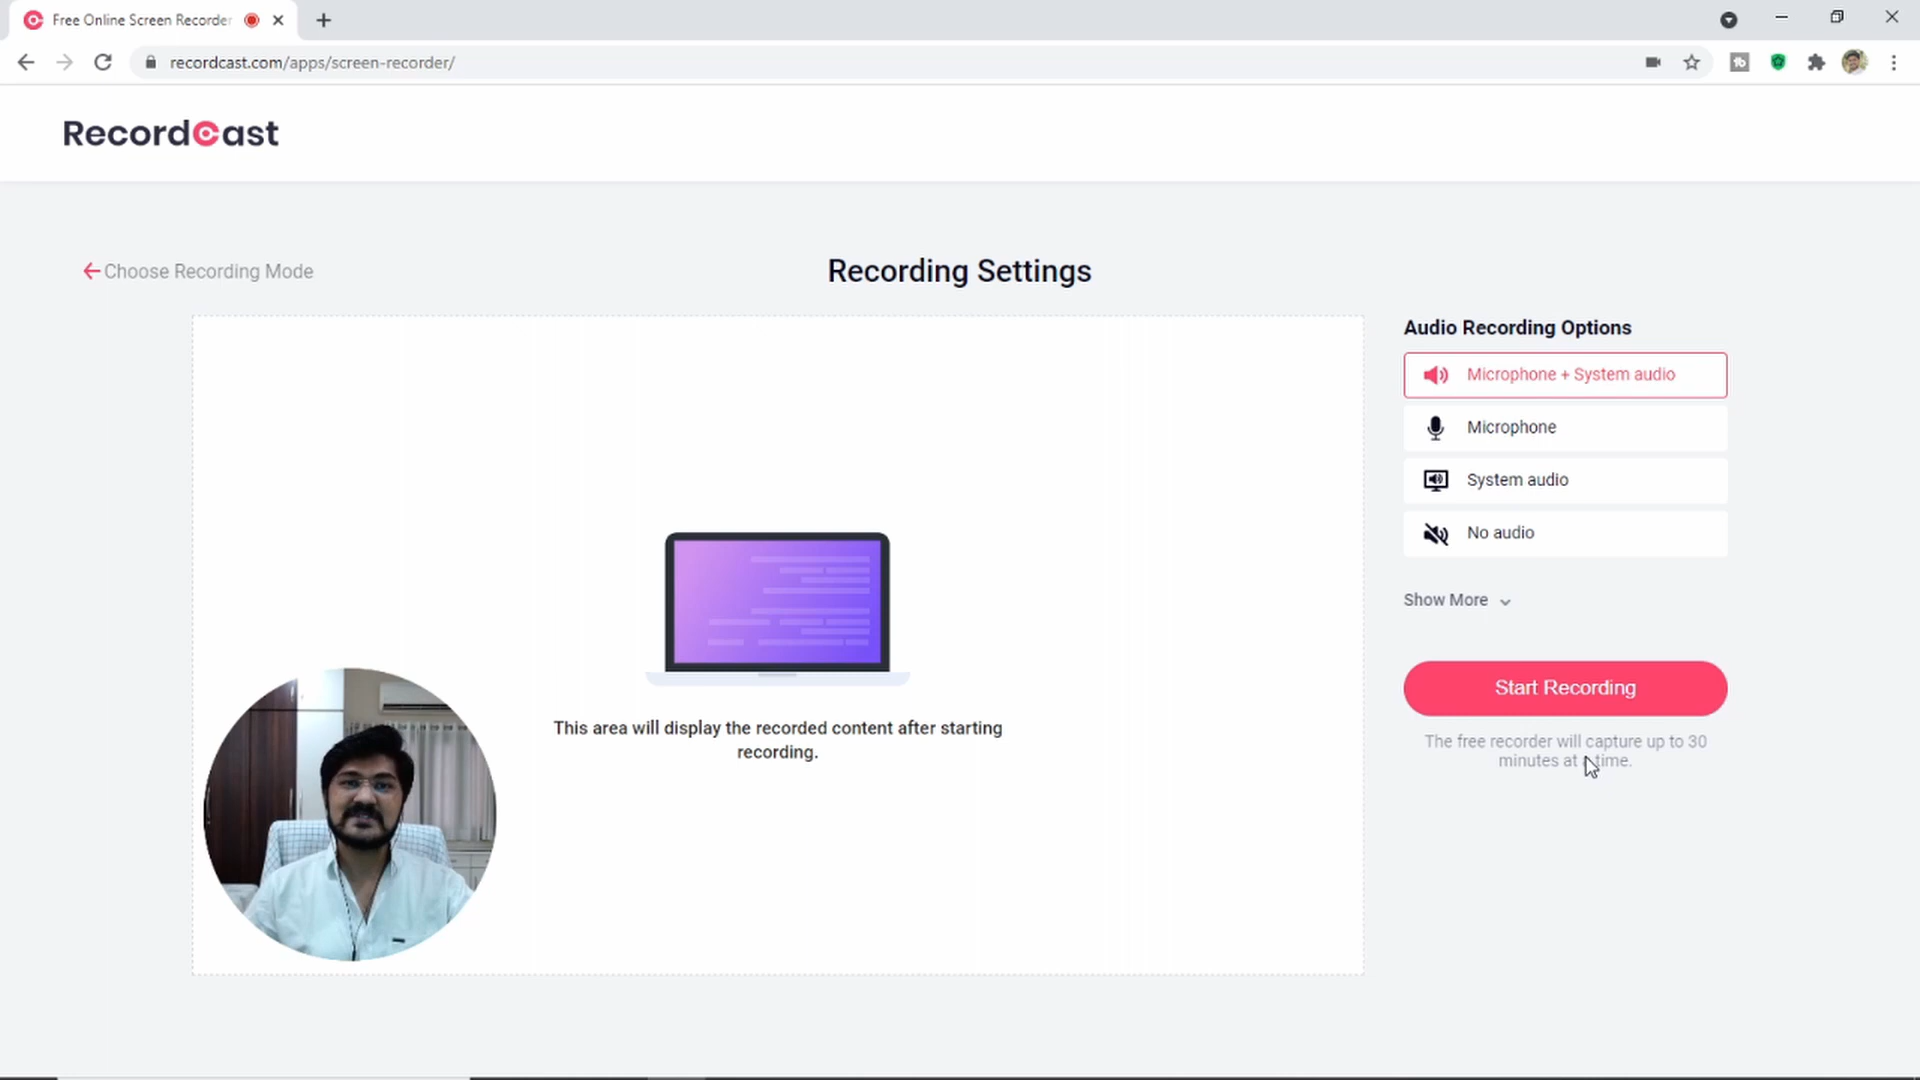 Free Online Screen Recorder
recordcast.com/apps/screen-recorder/
RecordCast
Choose Recording Mode
Recording Settings
Audio Recording Options
Microphone + System audio
Microphone
System audio
No audio
Show More
Start Recording
The free recorder will capture up to 30
minutes at a time.
This area will display the recorded content after starting
recording.